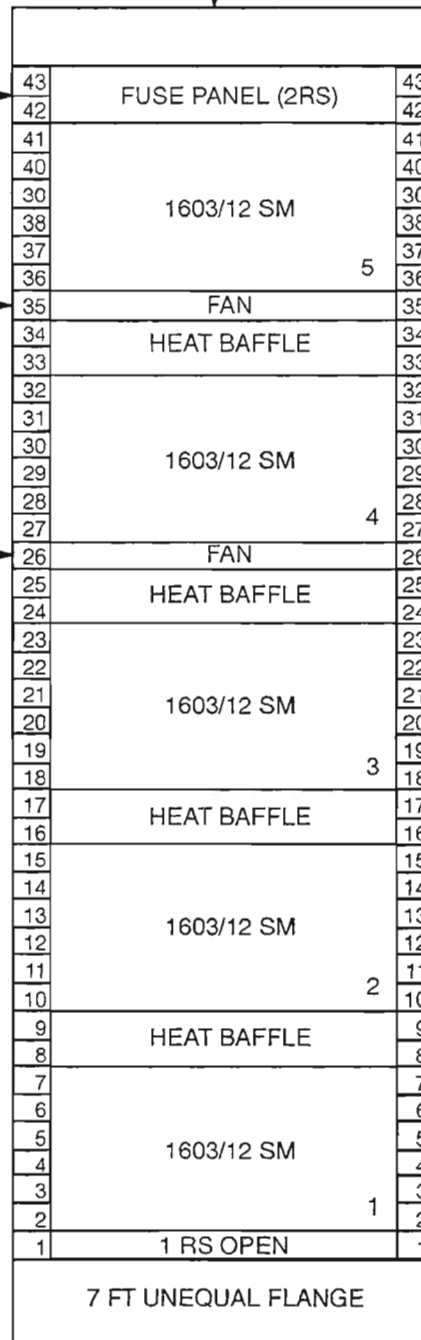 43 FUSE PANEL (2RS) 43
42 42
41 41
40 40
30 30
38 1603/12 SM 38
37 37
36 5 36
35 FAN 35
34 HEAT BAFFLE 34
33 33
32 32
31 31
30 30
29 1603/12 SM 29
28 28
27 4 27
26 FAN 26
25 HEAT BAFFLE 25
24 24
23 23
22 22
21 1603/12 SM 21
20 20
19 19
18 3 18
17 HEAT BAFFLE 17
16 16
15 15
14 14
13 1603/12 SM 13
12 12
11 11
10 2 10
9 HEAT BAFFLE 9
8 8
7 7
6 6
5 1603/12 SM 5
4 4
3 3
2 1 2
1 1 RS OPEN 1
7 FT UNEQUAL FLANGE